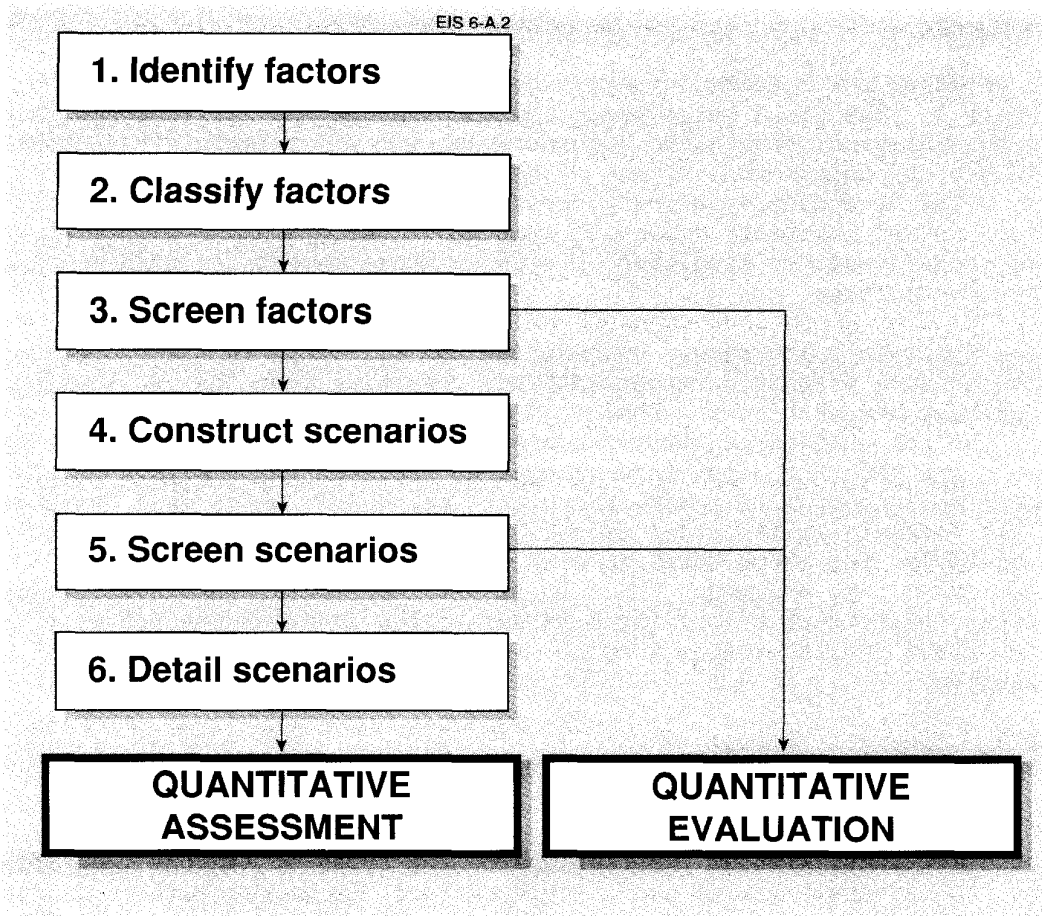 EIS 6-A.2
1. Identify factors
2. Classify factors
3. Screen factors
4. Construct scenarios
5. Screen scenarios
6. Detail scenarios
QUANTITATIVE
ASSESSMENT
QUANTITATIVE
EVALUATION